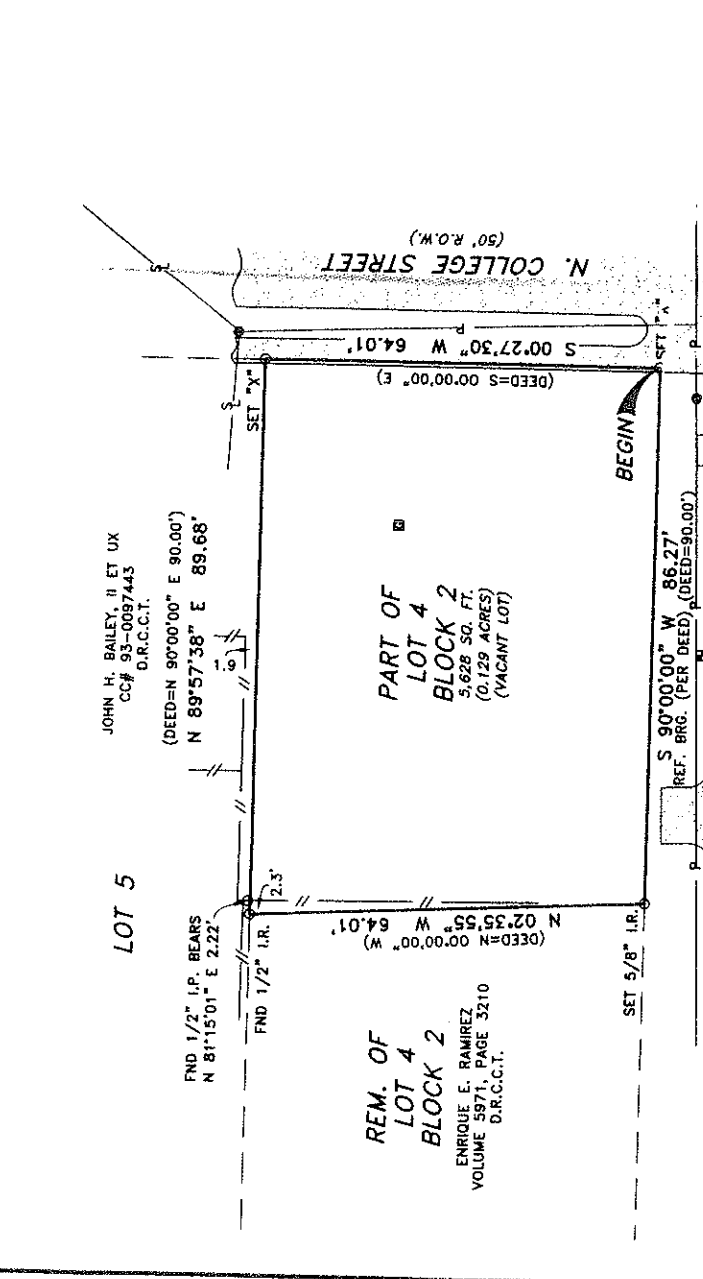 LOT 5
JOHN H. BAILEY, II ET UX
CC# 93-0097443
D.R.C.C.T.
(DEED=N 90°00'00" E 90.00')
N 89°57'38" E 89.68'
1.9
FND 1/2" I.P. BEARS
N 81°15'01" E 2.22'
FND 1/2" I.R.
2.3'
SET "X"
S
L
S
L
N. COLLEGE STREET
(50' R.O.W.)
S 00°27'30" W 64.01'
(DEED=S 00°00'00" E)
P
SET "X"
BEGIN
PART OF
LOT 4
BLOCK 2
5,628 SQ. FT.
(0.129 ACRES)
(VACANT LOT)
G
N 02°35'55" W 64.01'
(DEED=N 00°00'00" W)
REM. OF
LOT 4
BLOCK 2
ENRIQUE E. RAMIREZ
VOLUME 5971, PAGE 3210
D.R.C.C.T.
SET 5/8" I.R.
S 90°00'00" W 86.27'
REF. BRG. (PER DEED) (DEED=90.00')
P
P
P